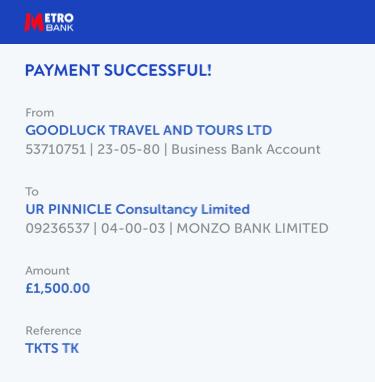 METRO
BANK
PAYMENT SUCCESSFUL!
From
GOODLUCK TRAVEL AND TOURS LTD
53710751 | 23-05-80 | Business Bank Account
To
UR PINNICLE Consultancy Limited
09236537 | 04-00-03 | MONZO BANK LIMITED
Amount
£1,500.00
Reference
TKTS TK